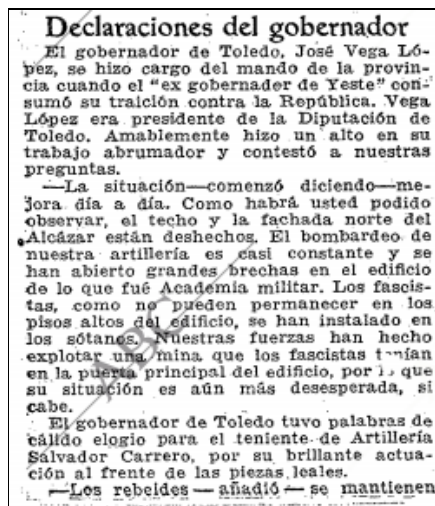 Declaraciones del gobernador
El gobernador de Toledo, José Vega Ló-
pez, se hizo cargo del mando de la provin-
cia cuando el "ex gobernader de Yeste" con-
sumó su traición contra la República. Vega
López era presidente de la Diputación de
Toledo. Amablemente hizo un alto en su
trabajo abrumador y contestó a nuestras
preguntas.
—La situación—comenzó diciendo—me-
jora día a día. Como habrá usted podido
observar, el techo y la fachada norte del
Alcázar están deshechos. El bombardeo de
nuestra artillería es casi constante y se
han abierto grandes brechas en el edificio
de lo que fué Academia militar. Los fascis-
tas, como no pueden permanecer en los
pisos altos del edificio, se han instalado en
los sótanos. Nuestras fuerzas han hecho
explotar una mina que los fascistas tenían
en la puerta principal del edificio, por lo que
su situación es aún más desesperada, si
cabe.
El gobernador de Toledo tuvo palabras de
cálido elogio para el teniente de Artillería
Salvador Carrero, por su brillante actua-
ción al frente de las piezas leales.
—Los rebeldes — añadió — se mantienen
ABC